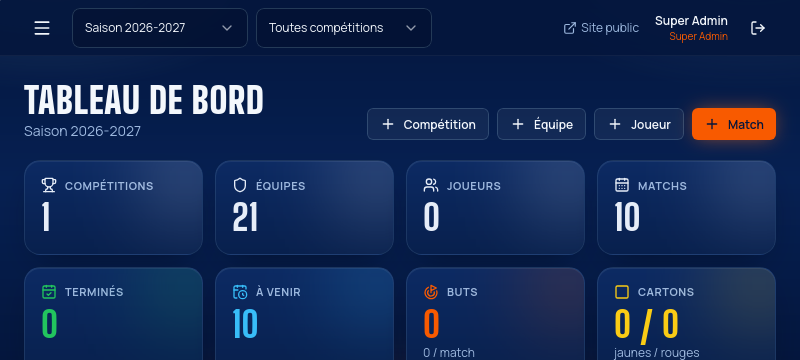 Saison 2026-2027
Toutes compétitions
Site public
Super Admin
Super Admin
TABLEAU DE BORD
Saison 2026-2027
Compétition
Équipe
Joueur
Match
COMPÉTITIONS
1
ÉQUIPES
21
JOUEURS
0
MATCHS
10
TERMINÉS
0
À VENIR
10
BUTS
0
0 / match
CARTONS
0 / 0
jaunes / rouges